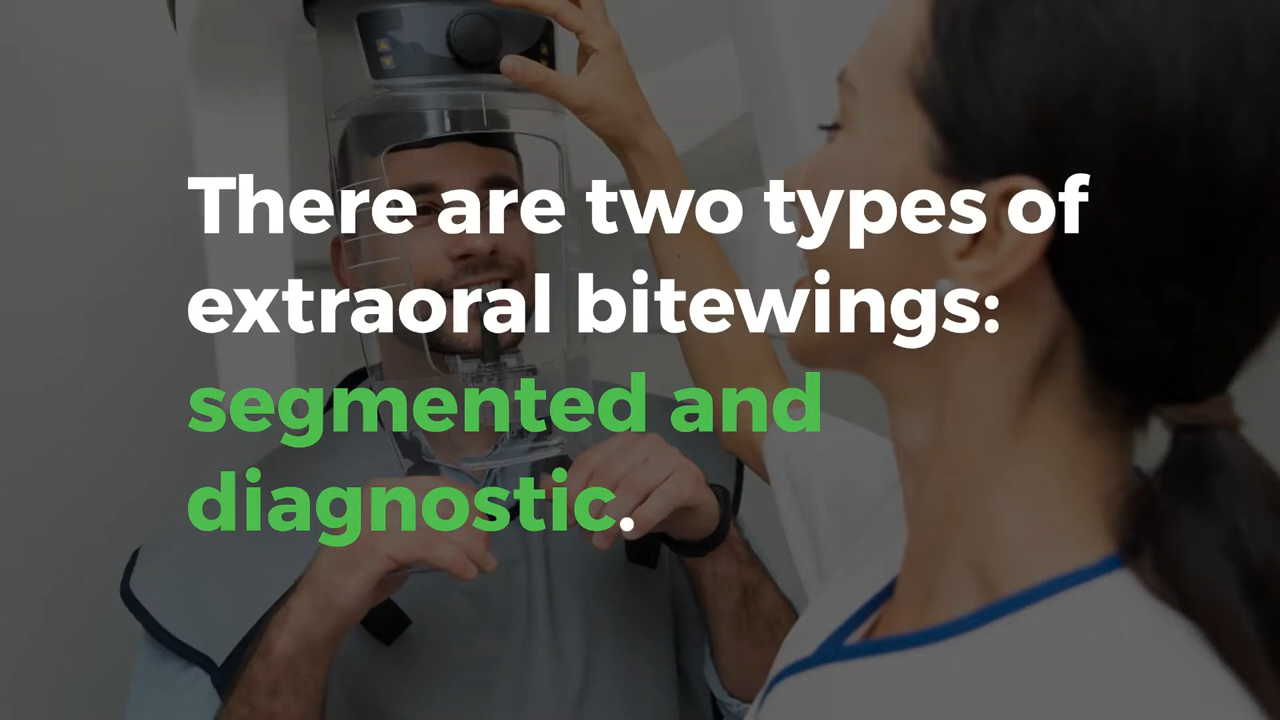 There are two types of
extraoral bitewings:
segmented and
diagnostic.